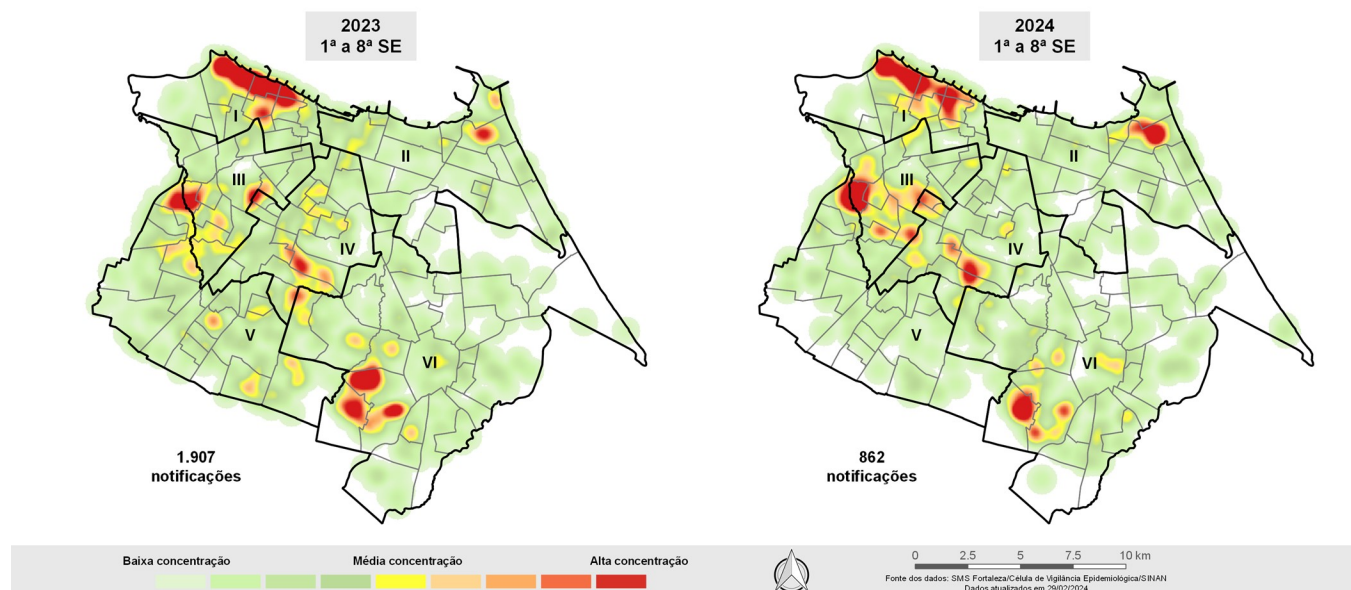 2023
1ª a 8ª SE
I
II
III
IV
V
VI
1.907
notificações
2024
1ª a 8ª SE
I
II
III
IV
V
VI
862
notificações
Baixa concentração
Média concentração
Alta concentração
0 2.5 5 7.5 10 km
Fonte dos dados: SMS Fortaleza/Célula de Vigilância Epidemiológica/SINAN
Dados atualizados em 29/02/2024